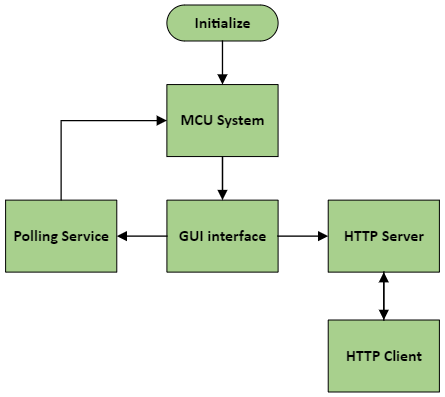 Initialize
MCU System
Polling Service
GUI interface
HTTP Server
HTTP Client